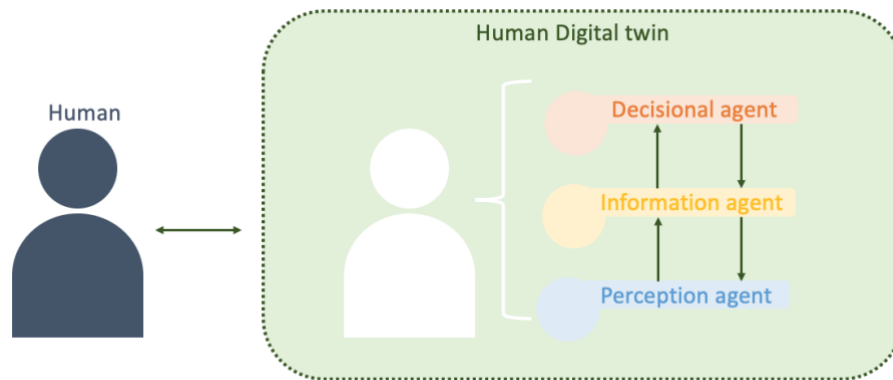 Human Digital twin
Human
Decisional agent
Information agent
Perception agent